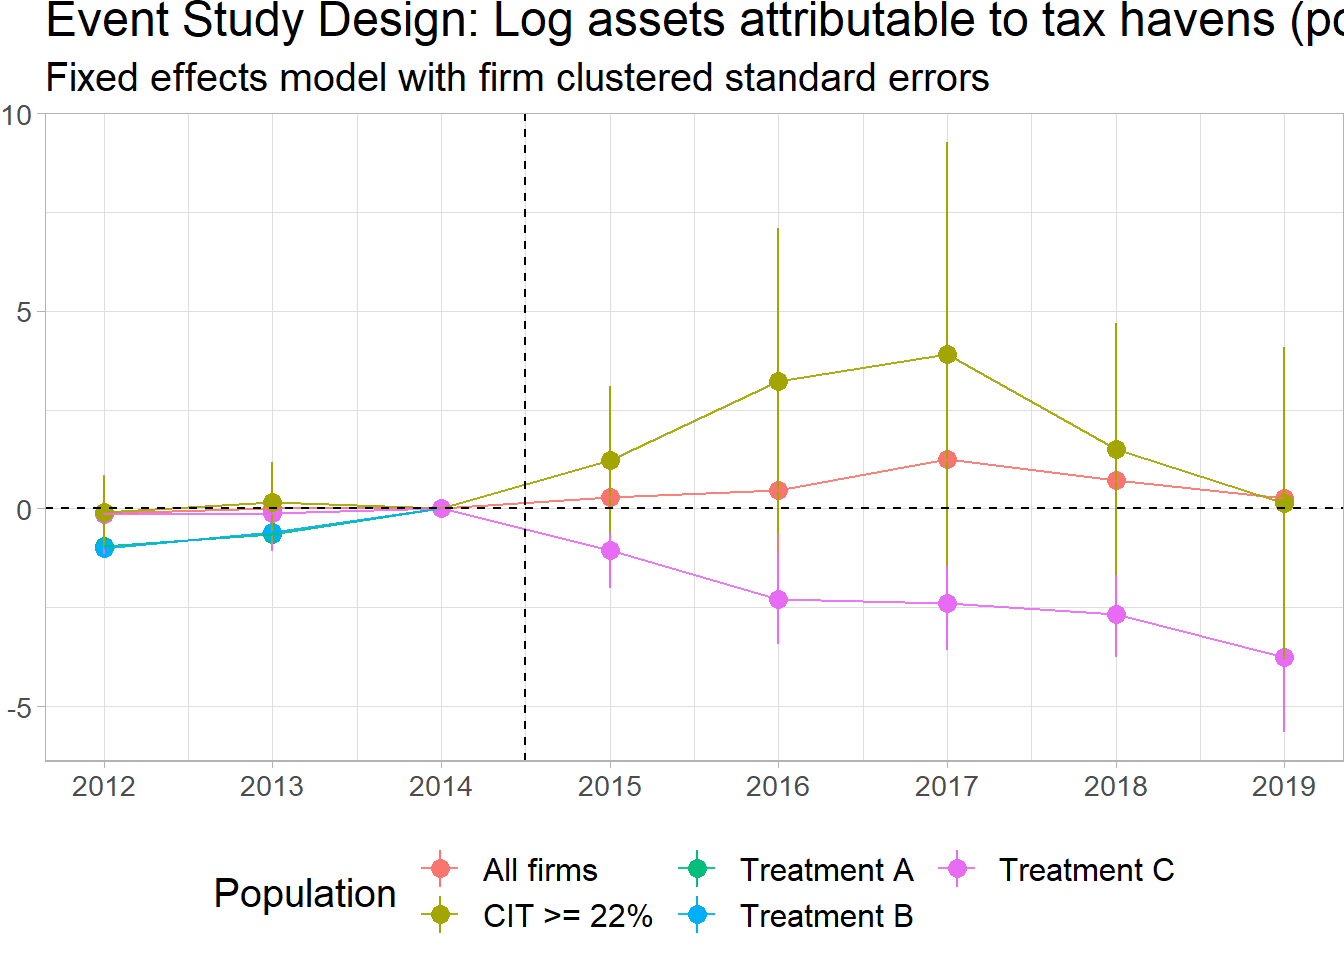 Event Study Design: Log assets attributable to tax havens (po
Fixed effects model with firm clustered standard errors
10
5
0
-5
2012 2013 2014 2015 2016 2017 2018 2019
Population
All firms Treatment A Treatment C
CIT >= 22% Treatment B